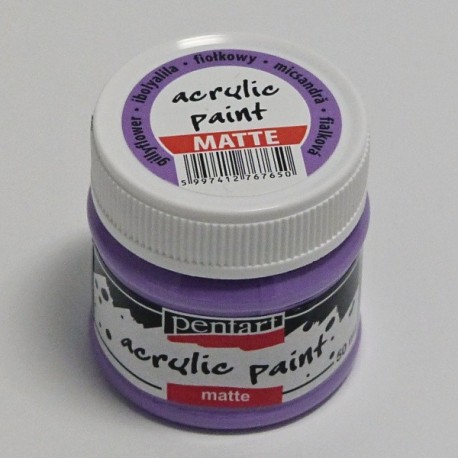 gillyflower • ibolyalila • fiołkowy • micsandră • fialková
acrylic
paint
MATTE
5 997412 767650
pentart
acrylic paint
50
matte